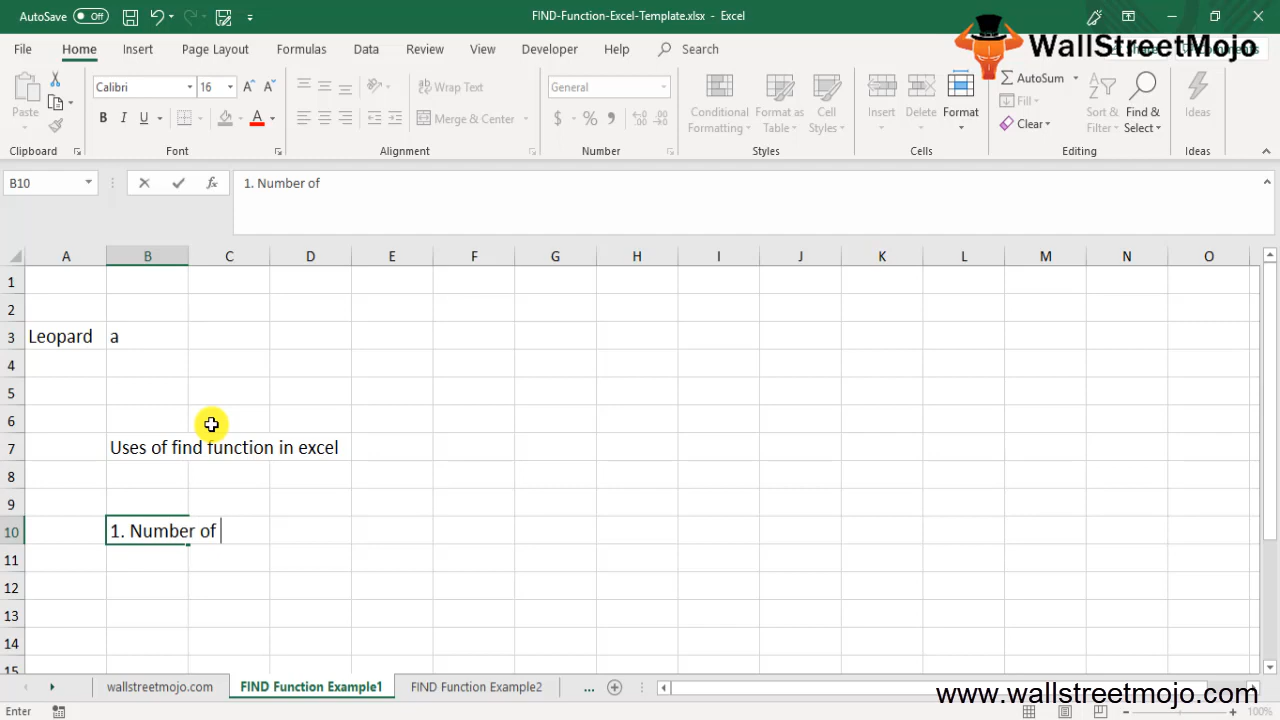 AutoSave Off
FIND-Function-Excel-Template.xlsx - Excel
WallStreetMojo
File Home Insert Page Layout Formulas Data Review View Developer Help Search
Paste
Calibri 16
B I U
Wrap Text
Merge & Center
General
$ % ,
Conditional Formatting
Format as Table
Cell Styles
Insert Delete Format
AutoSum
Fill
Clear
Sort & Filter
Find & Select
Ideas
Clipboard Font Alignment Number Styles Cells Editing Ideas
B10 fx 1. Number of
A B C D E F G H I J K L M N O
1
2
3 Leopard a
4
5
6
7 Uses of find function in excel
8
9
10 1. Number of
11
12
13
14
15
wallstreetmojo.com FIND Function Example1 FIND Function Example2 ...
www.wallstreetmojo.com
Enter 100%